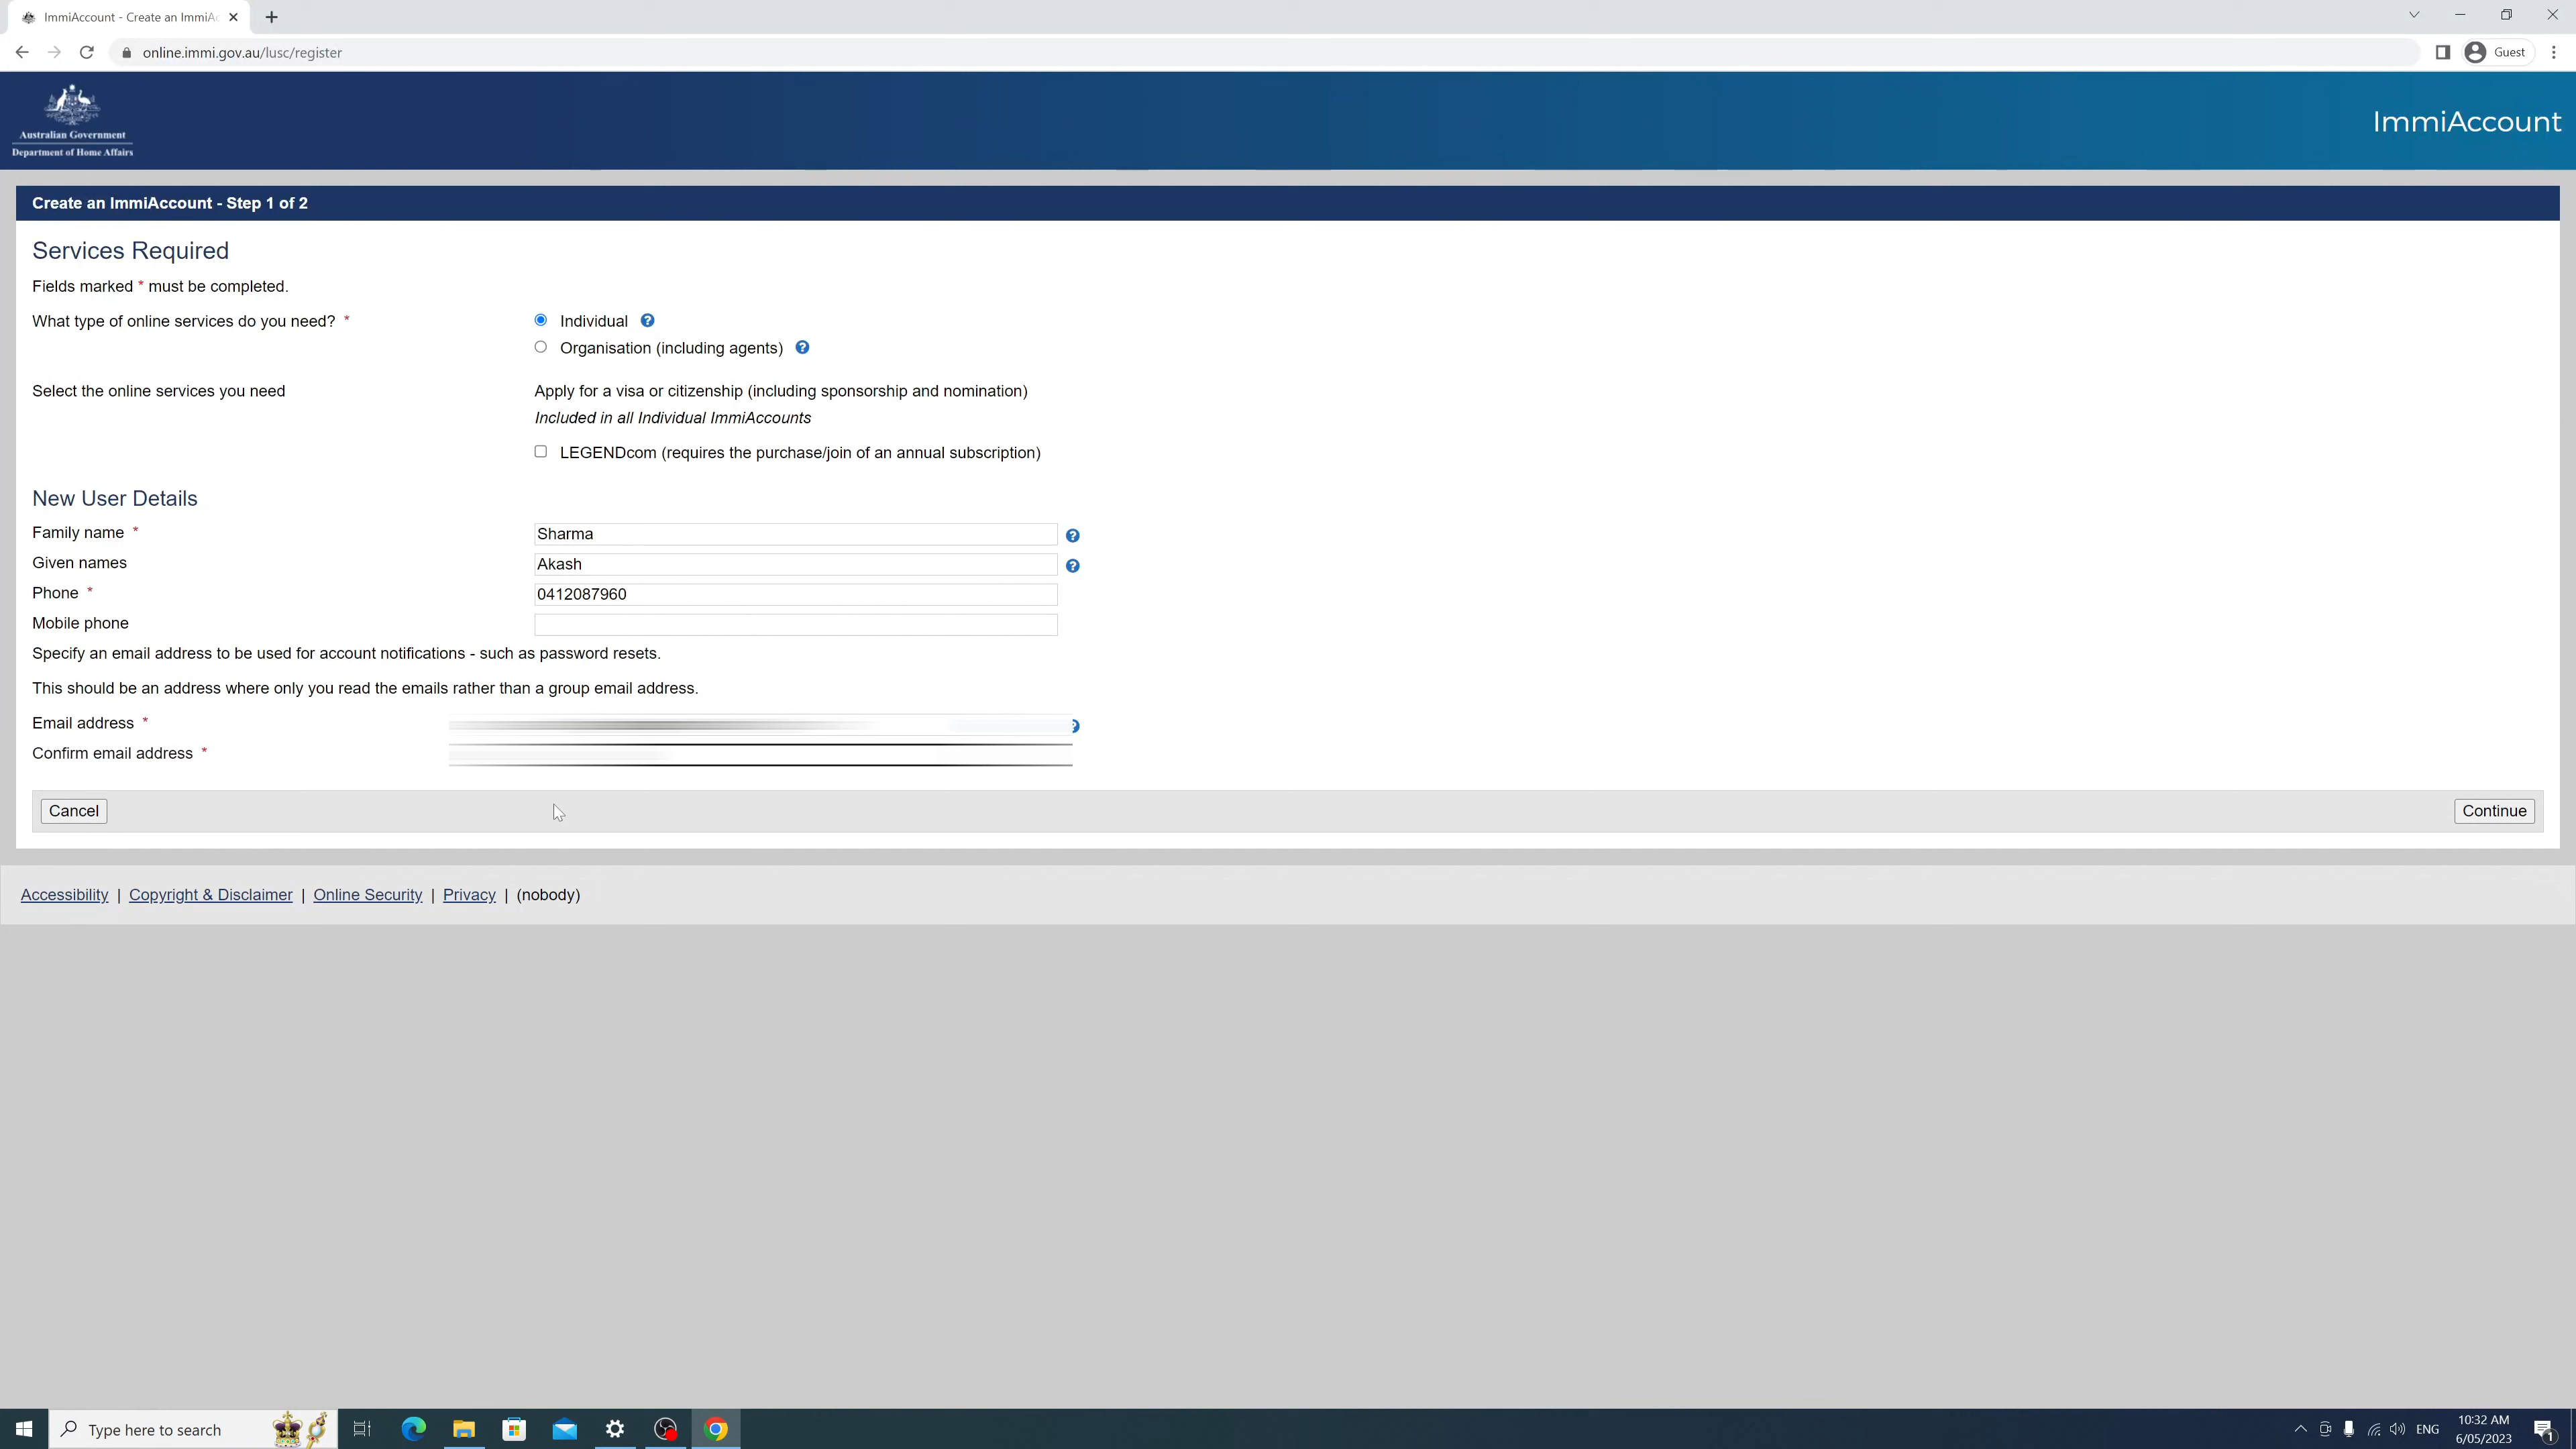 ImmiAccount - Create an ImmiAc
online.immi.gov.au/lusc/register
Guest
Australian Government
Department of Home Affairs
ImmiAccount
Create an ImmiAccount - Step 1 of 2
Services Required
Fields marked * must be completed.
What type of online services do you need? *
Individual
Organisation (including agents)
Select the online services you need
Apply for a visa or citizenship (including sponsorship and nomination)
Included in all Individual ImmiAccounts
LEGENDcom (requires the purchase/join of an annual subscription)
New User Details
Family name * Sharma
Given names Akash
Phone * 0412087960
Mobile phone
Specify an email address to be used for account notifications - such as password resets.
This should be an address where only you read the emails rather than a group email address.
Email address *
Confirm email address *
Cancel
Continue
Accessibility | Copyright & Disclaimer | Online Security | Privacy | (nobody)
Type here to search
ENG
10:32 AM
6/05/2023
1